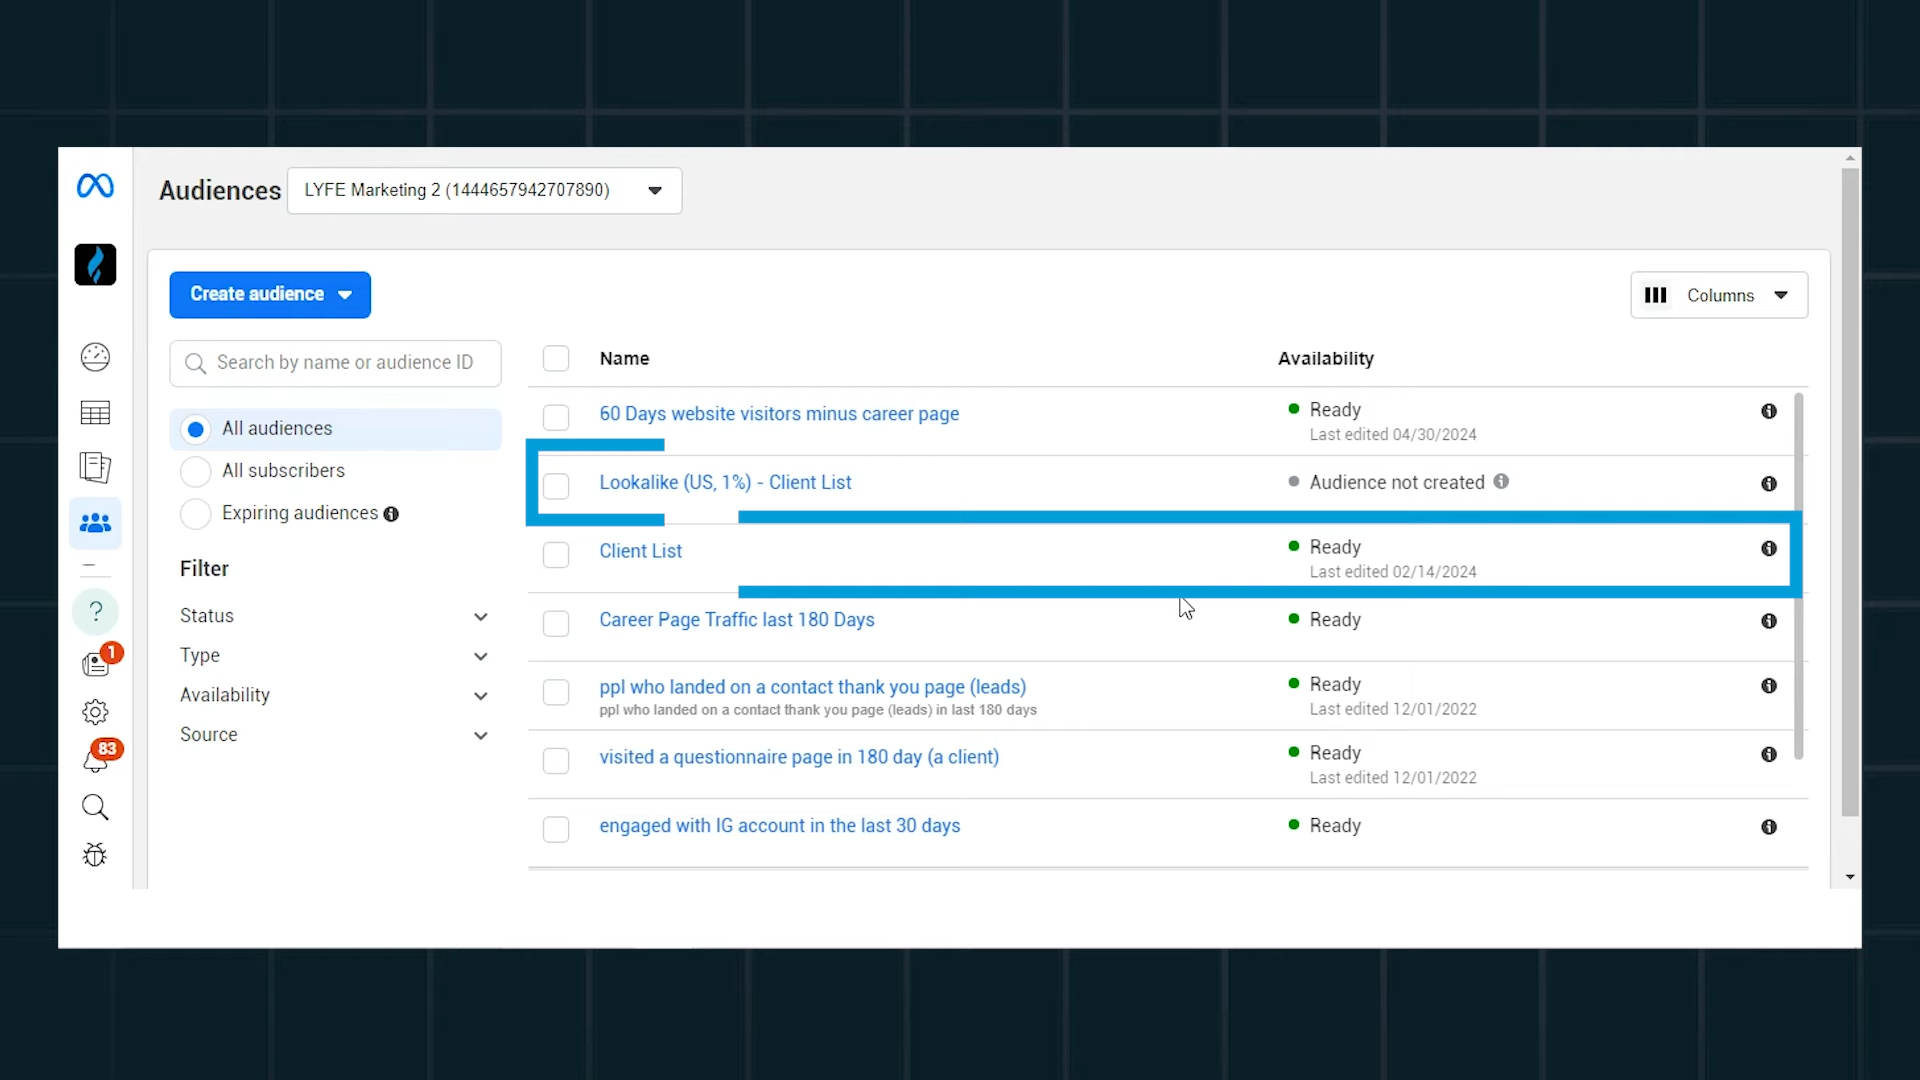 Audiences
LYFE Marketing 2 (1444657942707890)
Create audience
Columns
Search by name or audience ID
All audiences
All subscribers
Expiring audiences
Filter
Status
Type
Availability
Source
?
1
83
Name
Availability
60 Days website visitors minus career page
Ready
Last edited 04/30/2024
Lookalike (US, 1%) - Client List
Audience not created
Client List
Ready
Last edited 02/14/2024
Career Page Traffic last 180 Days
Ready
ppl who landed on a contact thank you page (leads)
ppl who landed on a contact thank you page (leads) in last 180 days
Ready
Last edited 12/01/2022
visited a questionnaire page in 180 day (a client)
Ready
Last edited 12/01/2022
engaged with IG account in the last 30 days
Ready